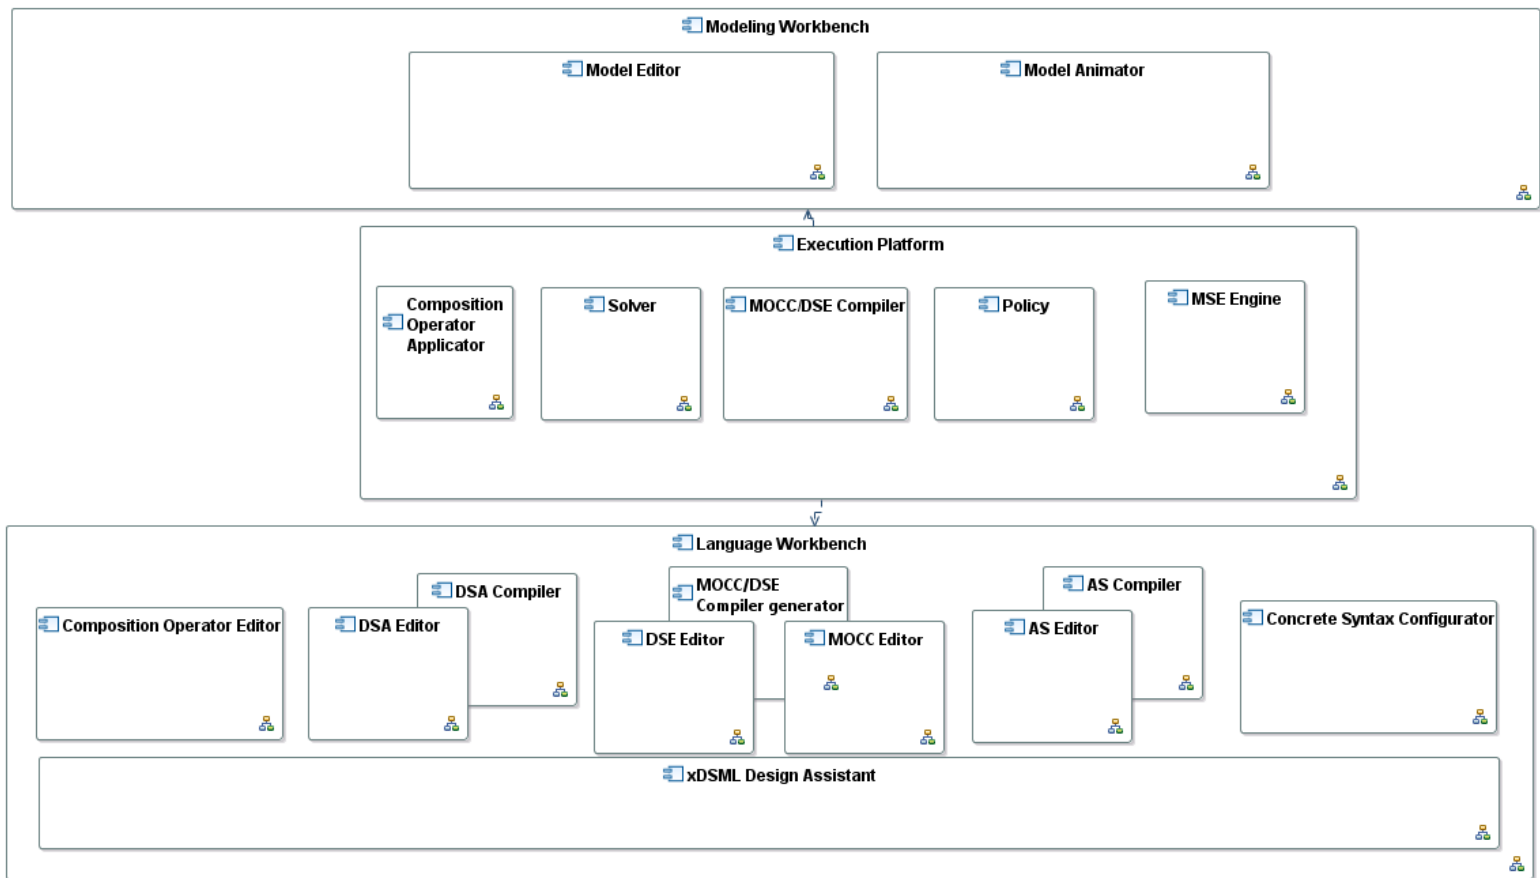 Modeling Workbench
Model Editor
Model Animator
Execution Platform
Composition
Operator
Applicator
Solver
MOCC/DSE Compiler
Policy
MSE Engine
Language Workbench
DSA Compiler
MOCC/DSE
Compiler generator
AS Compiler
Composition Operator Editor
DSA Editor
DSE Editor
MOCC Editor
AS Editor
Concrete Syntax Configurator
xDSML Design Assistant